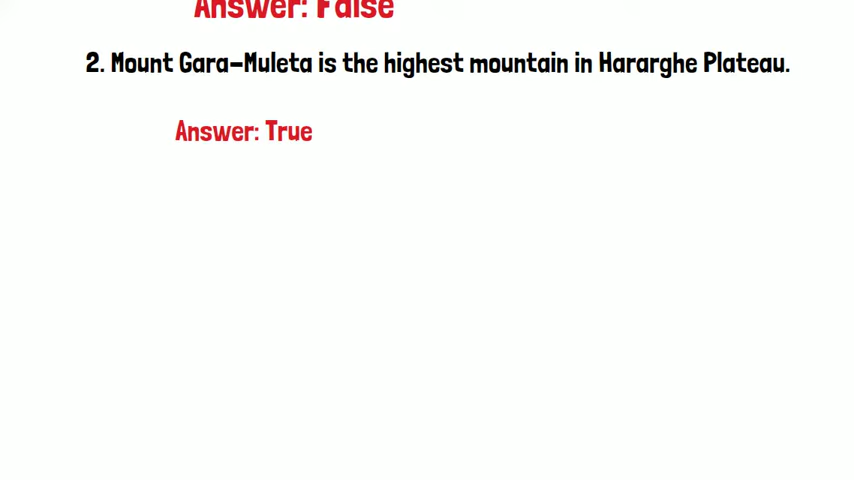 Answer: False
2. Mount Gara-Muleta is the highest mountain in Hararghe Plateau.
Answer: True